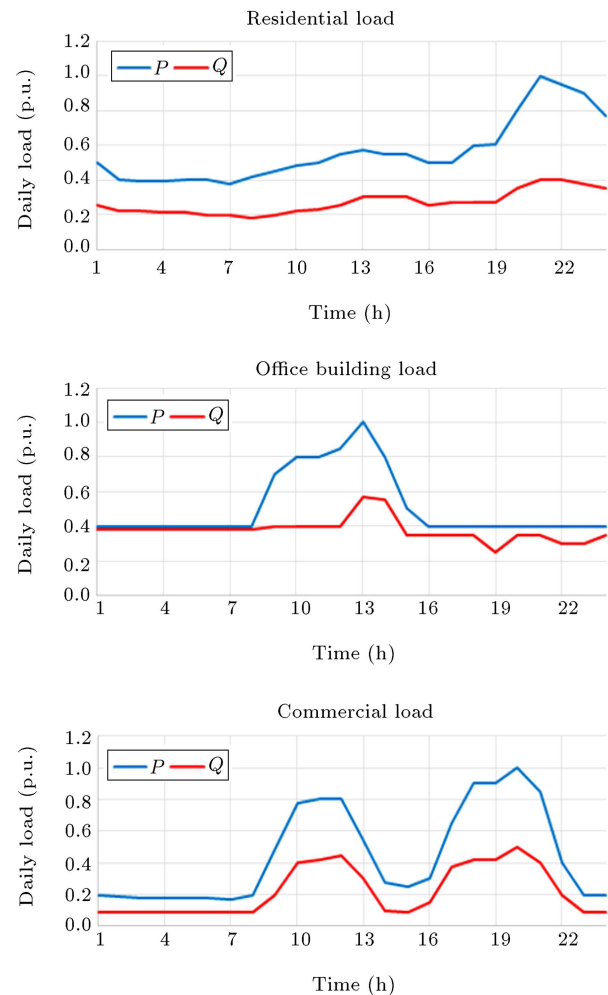 Residential load
Daily load (p.u.)
1.2
1.0
0.8
0.6
0.4
0.2
0.0
P Q
1 4 7 10 13 16 19 22
Time (h)
Office building load
Daily load (p.u.)
1.2
1.0
0.8
0.6
0.4
0.2
0.0
P Q
1 4 7 10 13 16 19 22
Time (h)
Commercial load
Daily load (p.u.)
1.2
1.0
0.8
0.6
0.4
0.2
0.0
P Q
1 4 7 10 13 16 19 22
Time (h)